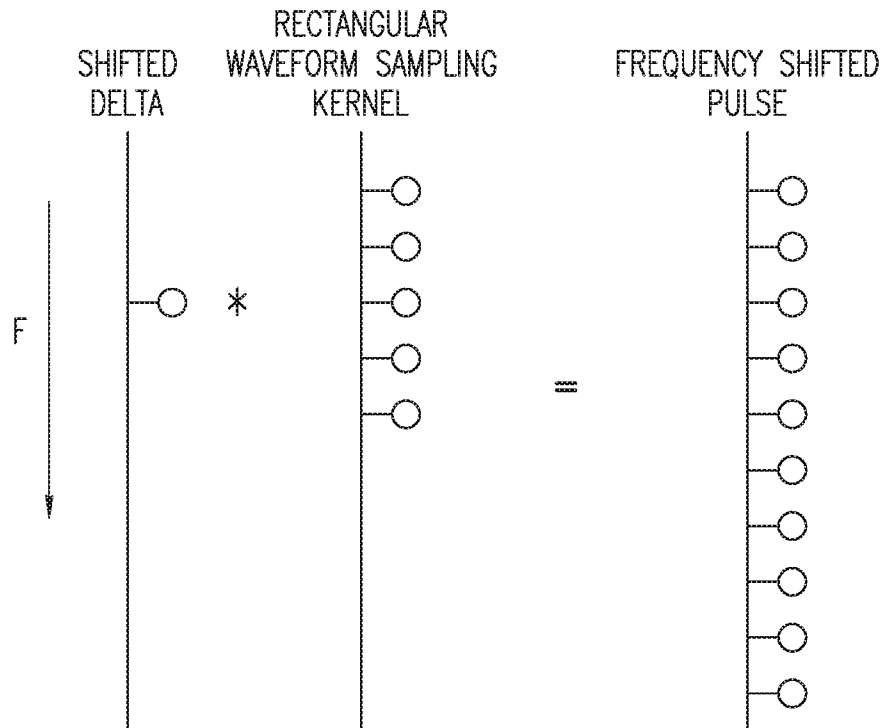 SHIFTED
DELTA
RECTANGULAR
WAVEFORM SAMPLING
KERNEL
FREQUENCY SHIFTED
PULSE
F
*
=